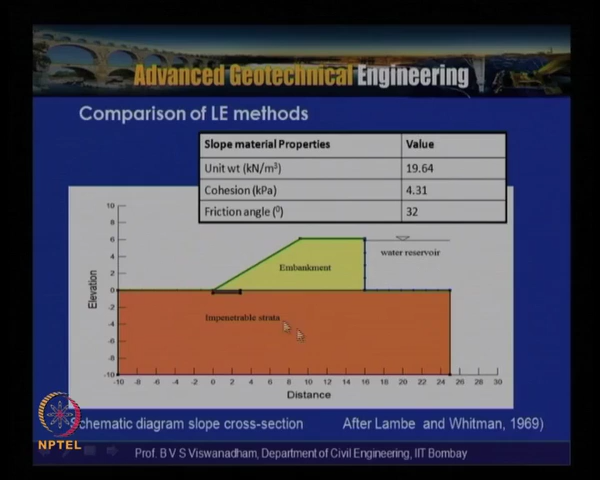 Advanced Geotechnical Engineering
Comparison of LE methods
Slope material Properties Value
Unit wt (kN/m³) 19.64
Cohesion (kPa) 4.31
Friction angle (⁰) 32
10
8
6
4
2
0
-2
-4
-6
-8
-10
Elevation
Embankment
water reservoir
Impenetrable strata
-10 -8 -6 -4 -2 0 2 4 6 8 10 12 14 16 18 20 22 24 26 28 30
Distance
Schematic diagram slope cross-section After Lambe and Whitman, 1969)
NPTEL
Prof. B V S Viswanadham, Department of Civil Engineering, IIT Bombay